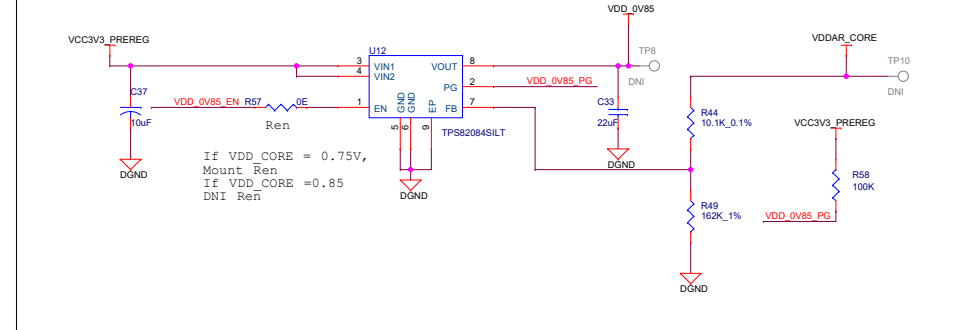 VDD_0V85
VCC3V3_PREREG
VDDAR_CORE
U12
TP8
TP10
3
VIN1
VOUT
8
4
VIN2
PG
2
VDD_0V85_PG
DNI
DNI
C37
VDD_0V85_EN
R57
0E
1
EN
GND
GND
EP
FB
7
C33
R44
10uF
22uF
10.1K_0.1%
VCC3V3_PREREG
Ren
5
6
9
TPS82084SILT
If VDD_CORE = 0.75V,
Mount Ren
If VDD_CORE =0.85
DNI Ren
DGND
DGND
R58
100K
DGND
R49
162K_1%
VDD_0V85_PG
DGND